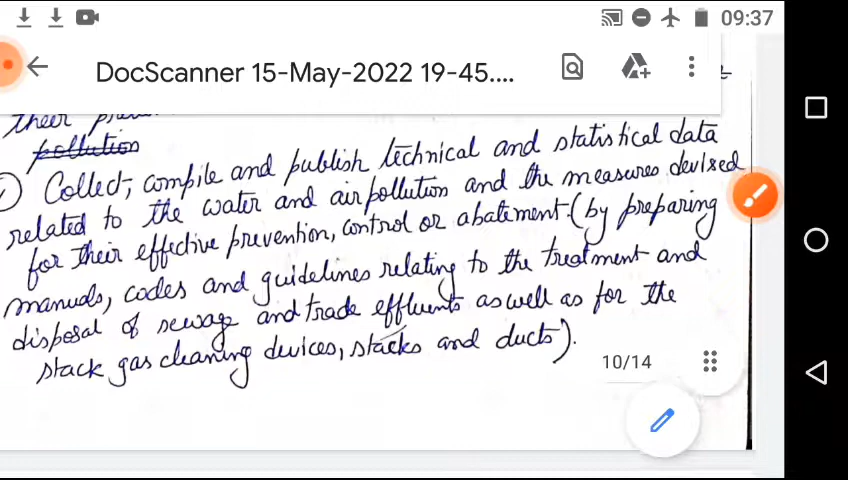 09:37
DocScanner 15-May-2022 19-45....
their
pollution
Collect, compile and publish technical and statistical data
related to the water and air pollution and the measures devised
for their effective prevention, control or abatement (by preparing
manuals, codes and guidelines relating to the treatment and
disposal of sewage and trade effluents as well as for the
stack gas cleaning devices, stacks and ducts).
10/14